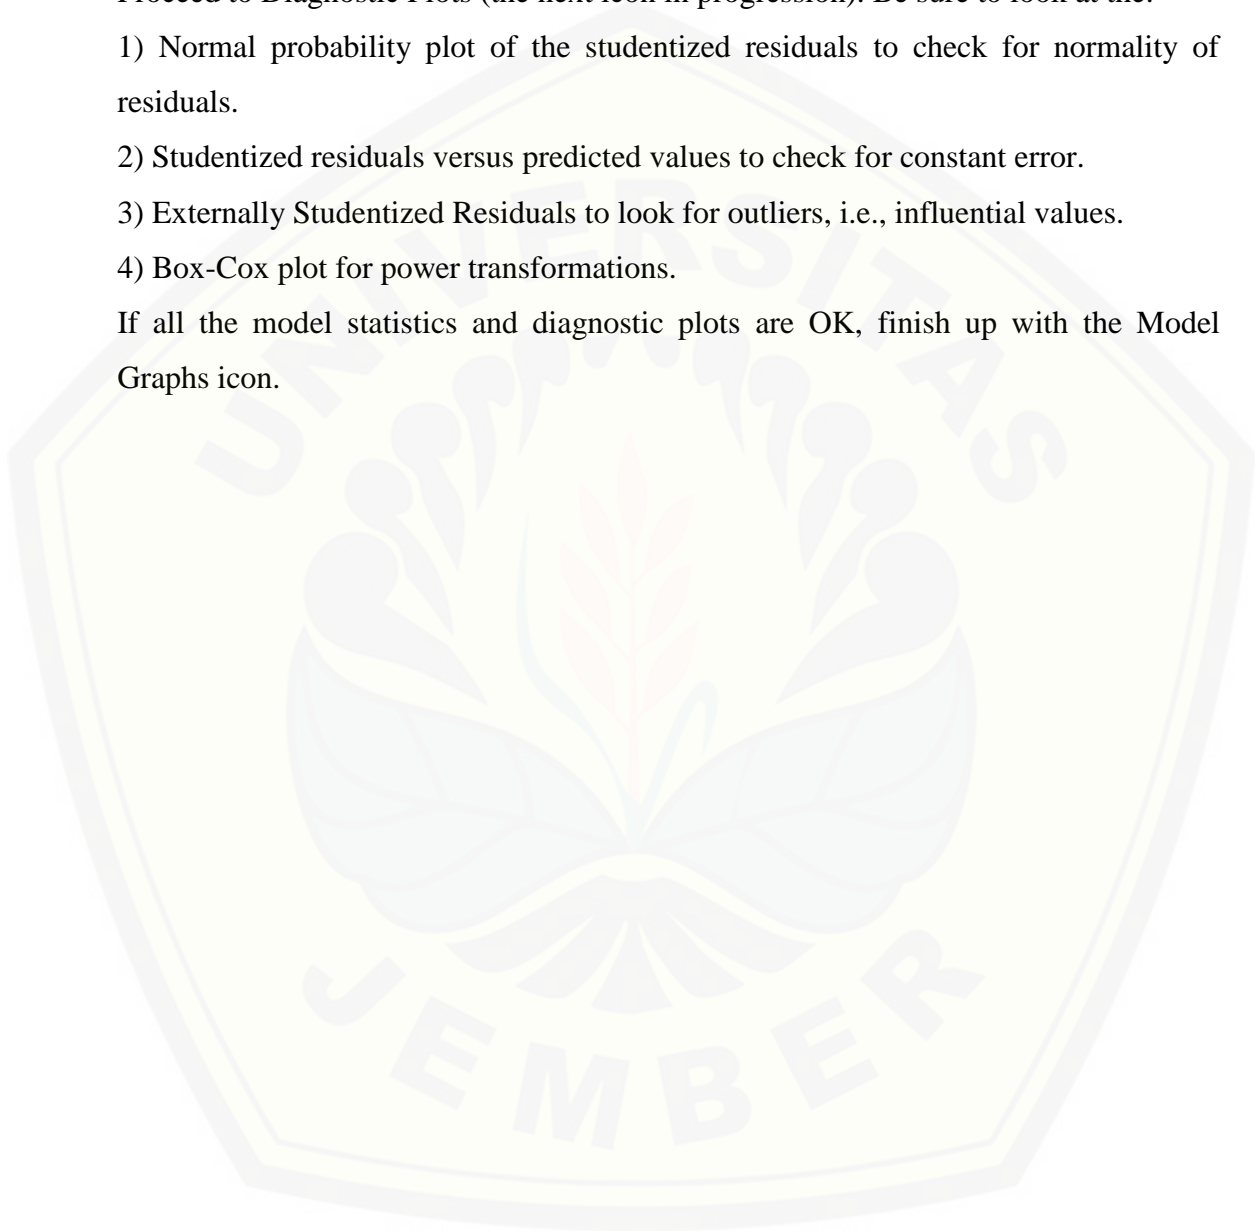 Proceed to Diagnostic Plots (the next icon in progression). Be sure to look at the:
1) Normal probability plot of the studentized residuals to check for normality of
residuals.
2) Studentized residuals versus predicted values to check for constant error.
3) Externally Studentized Residuals to look for outliers, i.e., influential values.
4) Box-Cox plot for power transformations.
If all the model statistics and diagnostic plots are OK, finish up with the Model
Graphs icon.
UNIVERSITAS
JEMBER